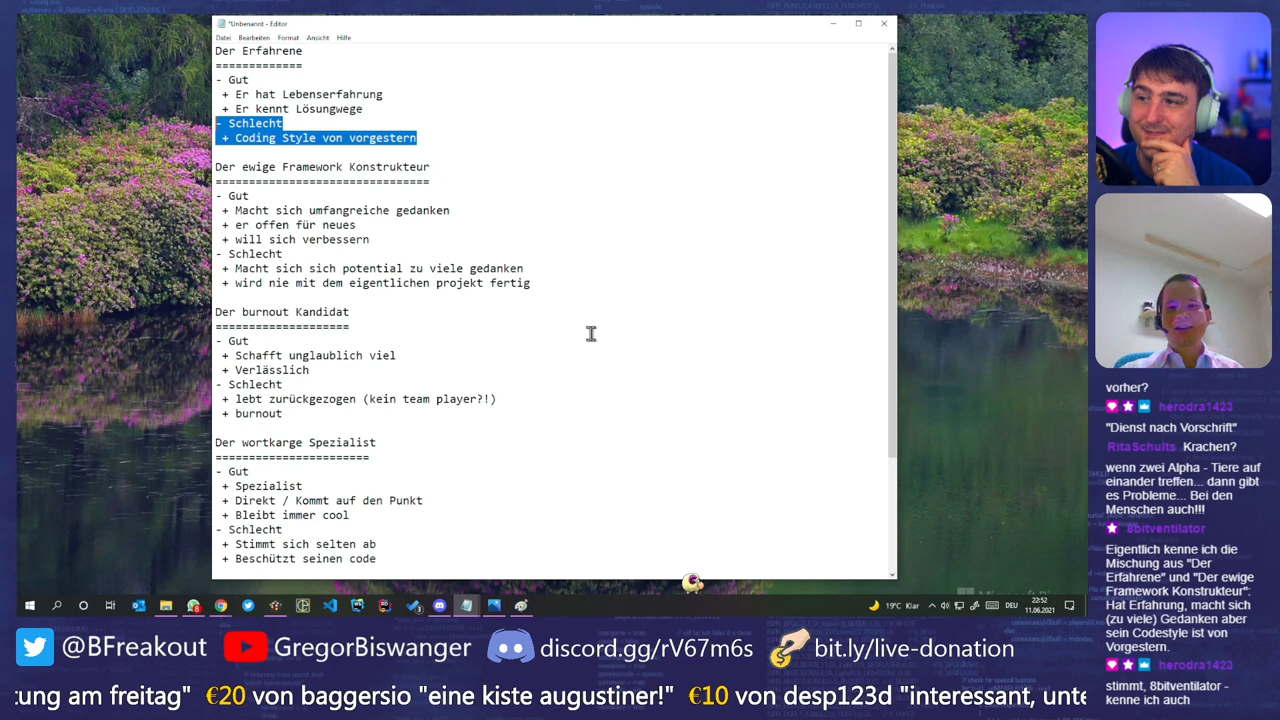 *Unbenannt - Editor
Datei Bearbeiten Format Ansicht Hilfe
Der Erfahrene
=============
- Gut
+ Er hat Lebenserfahrung
+ Er kennt Lösungwege
- Schlecht
+ Coding Style von vorgestern
Der ewige Framework Konstrukteur
================================
- Gut
+ Macht sich umfangreiche gedanken
+ er offen für neues
+ will sich verbessern
- Schlecht
+ Macht sich sich potential zu viele gedanken
+ wird nie mit dem eigentlichen projekt fertig
Der burnout Kandidat
====================
- Gut
+ Schafft unglaublich viel
+ Verlässlich
- Schlecht
+ lebt zurückgezogen (kein team player?!)
+ burnout
Der wortkarge Spezialist
=======================
- Gut
+ Spezialist
+ Direkt / Kommt auf den Punkt
+ Bleibt immer cool
- Schlecht
+ Stimmt sich selten ab
+ Beschützt seinen code
19°C Klar
DEU
22:52
11.06.2021
vorher?
herodra1423
"Dienst nach Vorschrift"
RitaSchults Krachen?
wenn zwei Alpha - Tiere auf
einander treffen... dann gibt
es Probleme... Bei den
Menschen auch!!!
8bitventilator
Eigentlich kenne ich die
Mischung aus "Der
Erfahrene" und "Der ewige
Framework Konstrukteur".
Hat Erfahrung, macht sich
(zu viele) Gedanken aber
sein Codestyle ist von
Vorgestern.
herodra1423
stimmt, 8bitventilator -
kenne ich auch
@BFreakout
GregorBiswanger
discord.gg/rV67m6s
bit.ly/live-donation
:ung am freitag" €20 von baggersio "eine kiste augustiner!" €10 von desp123d "interessant, unte